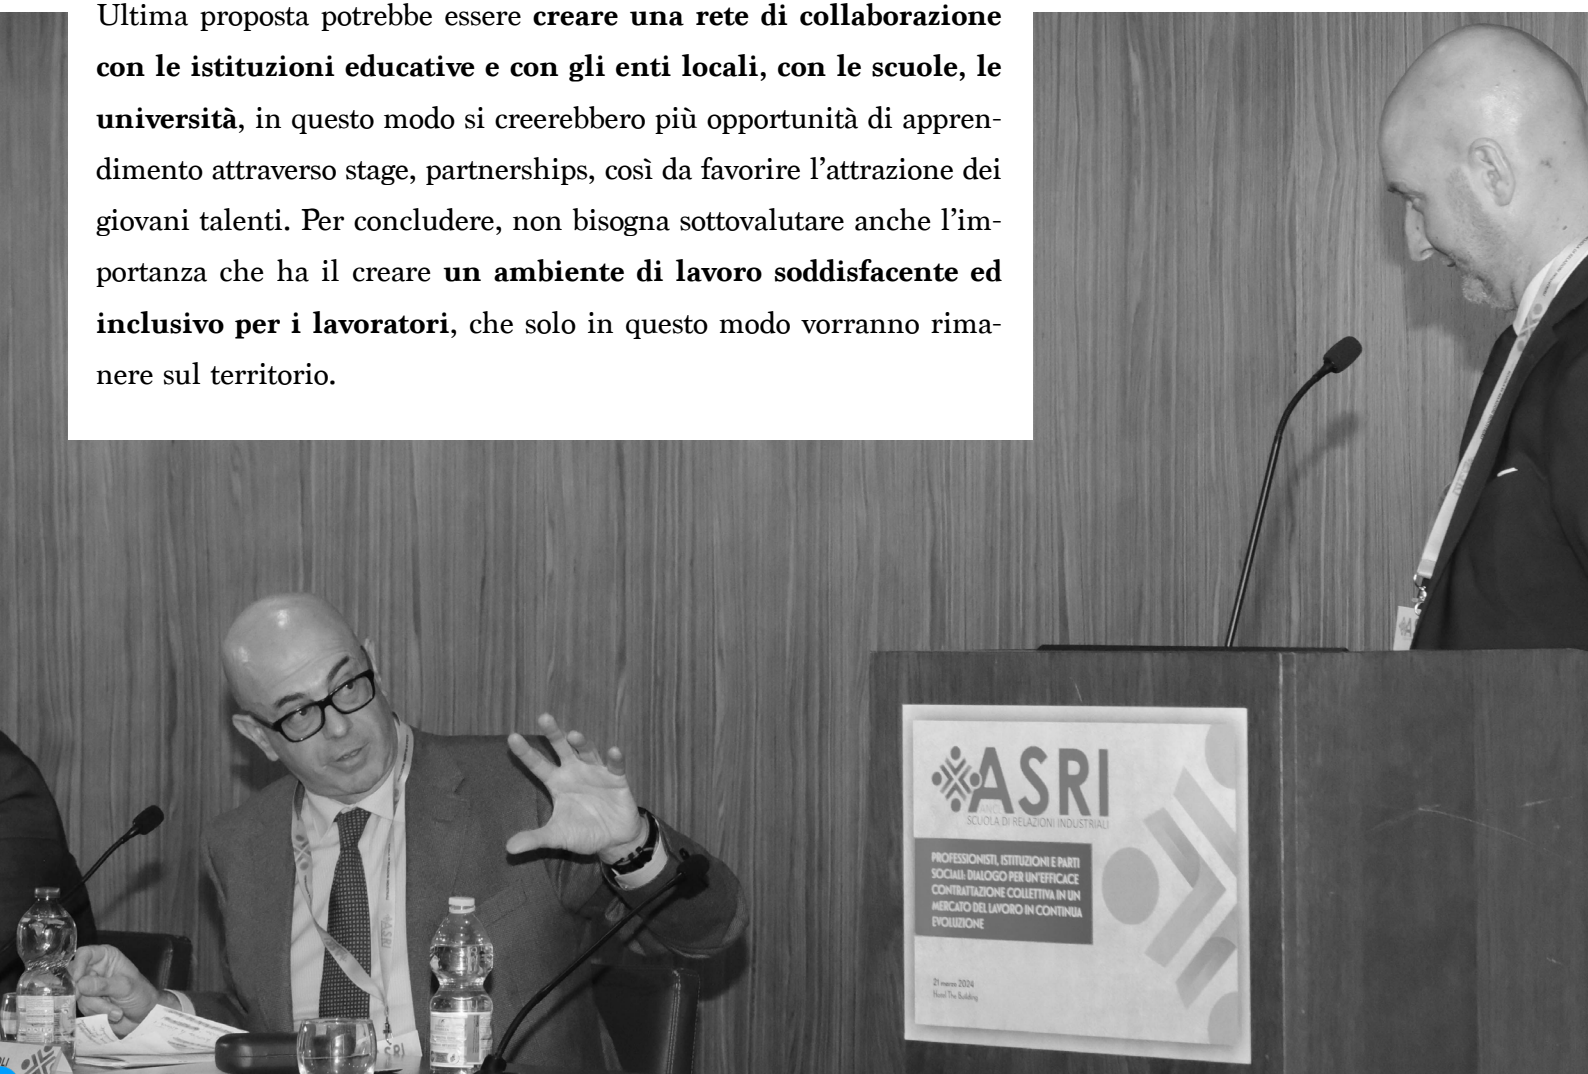 Ultima proposta potrebbe essere creare una rete di collaborazione
con le istituzioni educative e con gli enti locali, con le scuole, le
università, in questo modo si creerebbero più opportunità di appren-
dimento attraverso stage, partnerships, così da favorire l’attrazione dei
giovani talenti. Per concludere, non bisogna sottovalutare anche l’im-
portanza che ha il creare un ambiente di lavoro soddisfacente ed
inclusivo per i lavoratori, che solo in questo modo vorranno rima-
nere sul territorio.
ASRI
SCUOLA DI RELAZIONI INDUSTRIALI
PROFESSIONISTI, ISTITUZIONI E PARTI
SOCIALI: DIALOGO PER UN'EFFICACE
CONTRATTAZIONE COLLETTIVA IN UN
MERCATO DEL LAVORO IN CONTINUA
EVOLUZIONE
21 marzo 2024
Hotel The Building
ASRI